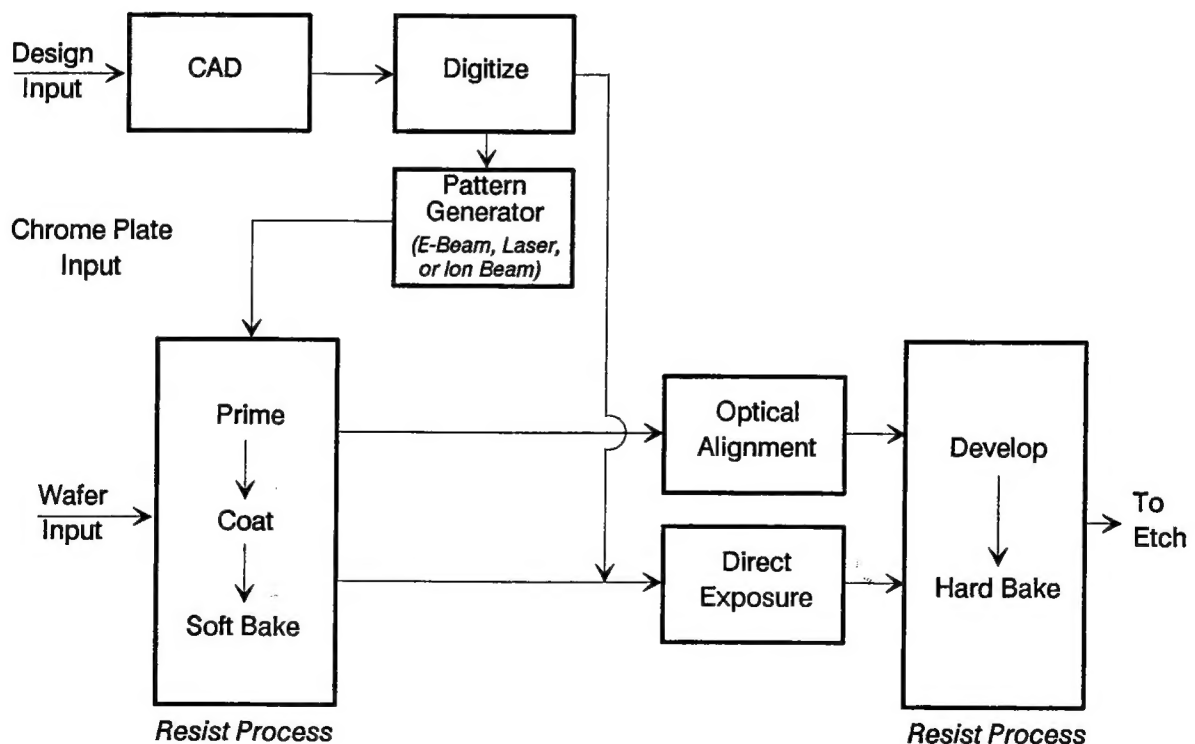 Design
Input
CAD
Digitize
Pattern
Generator
(E-Beam, Laser,
or Ion Beam)
Chrome Plate
Input
Prime
Coat
Soft Bake
Wafer
Input
Resist Process
Optical
Alignment
Direct
Exposure
Develop
Hard Bake
Resist Process
To
Etch